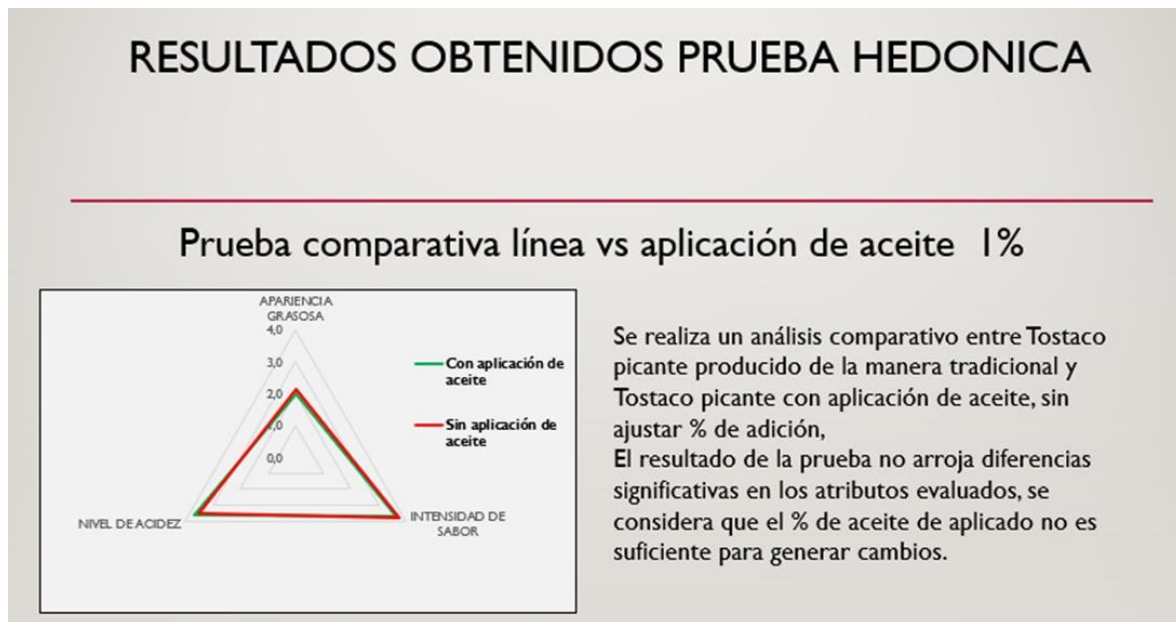 RESULTADOS OBTENIDOS PRUEBA HEDONICA
Prueba comparativa línea vs aplicación de aceite 1%
APARIENCIA
GRASOSA
4,0
3,0
2,0
1,0
0,0
NIVEL DE ACIDEZ
INTENSIDAD DE
SABOR
Con aplicación de
aceite
Sin aplicación de
aceite
Se realiza un análisis comparativo entre Tostaco
picante producido de la manera tradicional y
Tostaco picante con aplicación de aceite, sin
ajustar % de adición,
El resultado de la prueba no arroja diferencias
significativas en los atributos evaluados, se
considera que el % de aceite de aplicado no es
suficiente para generar cambios.